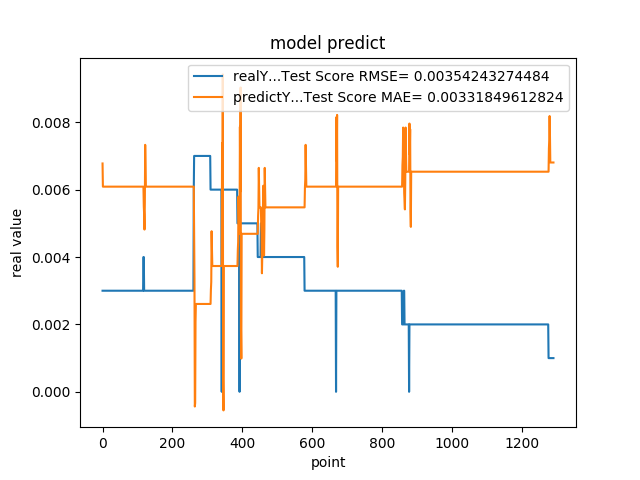 model predict
realY...Test Score RMSE= 0.00354243274484
predictY...Test Score MAE= 0.00331849612824
real value
0.008
0.006
0.004
0.002
0.000
0 200 400 600 800 1000 1200
point